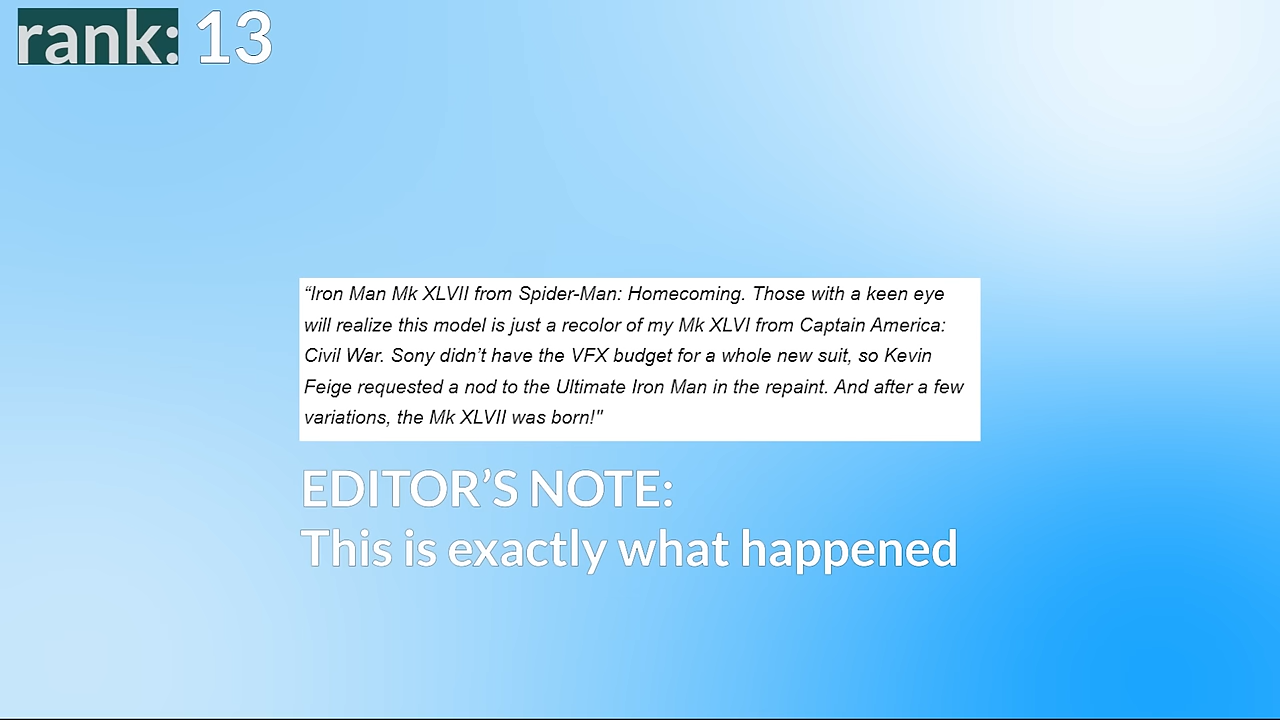 rank: 13
“Iron Man Mk XLVII from Spider-Man: Homecoming. Those with a keen eye
will realize this model is just a recolor of my Mk XLVI from Captain America:
Civil War. Sony didn’t have the VFX budget for a whole new suit, so Kevin
Feige requested a nod to the Ultimate Iron Man in the repaint. And after a few
variations, the Mk XLVII was born!"
EDITOR’S NOTE:
This is exactly what happened